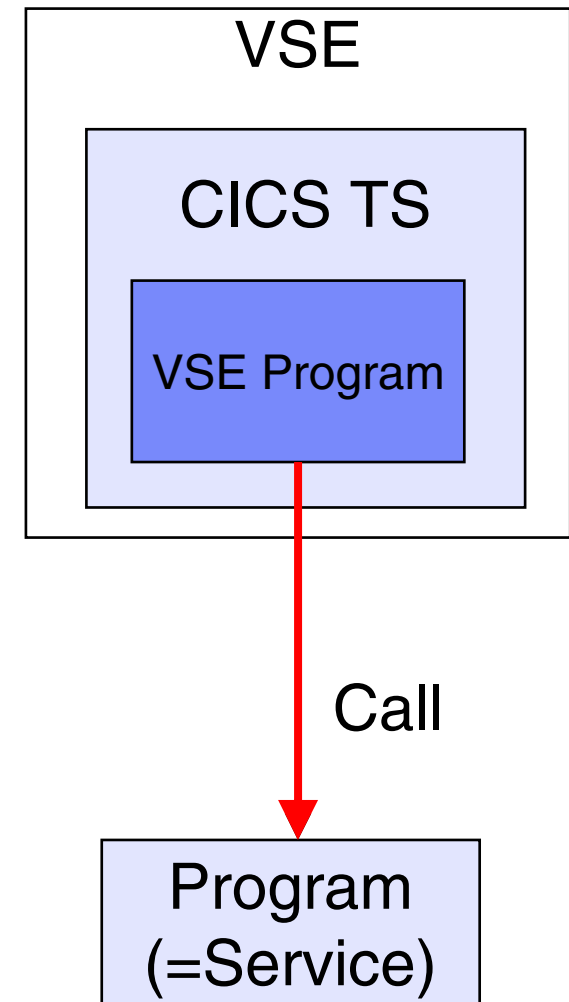 VSE
CICS TS
VSE Program
Call
Program
(=Service)